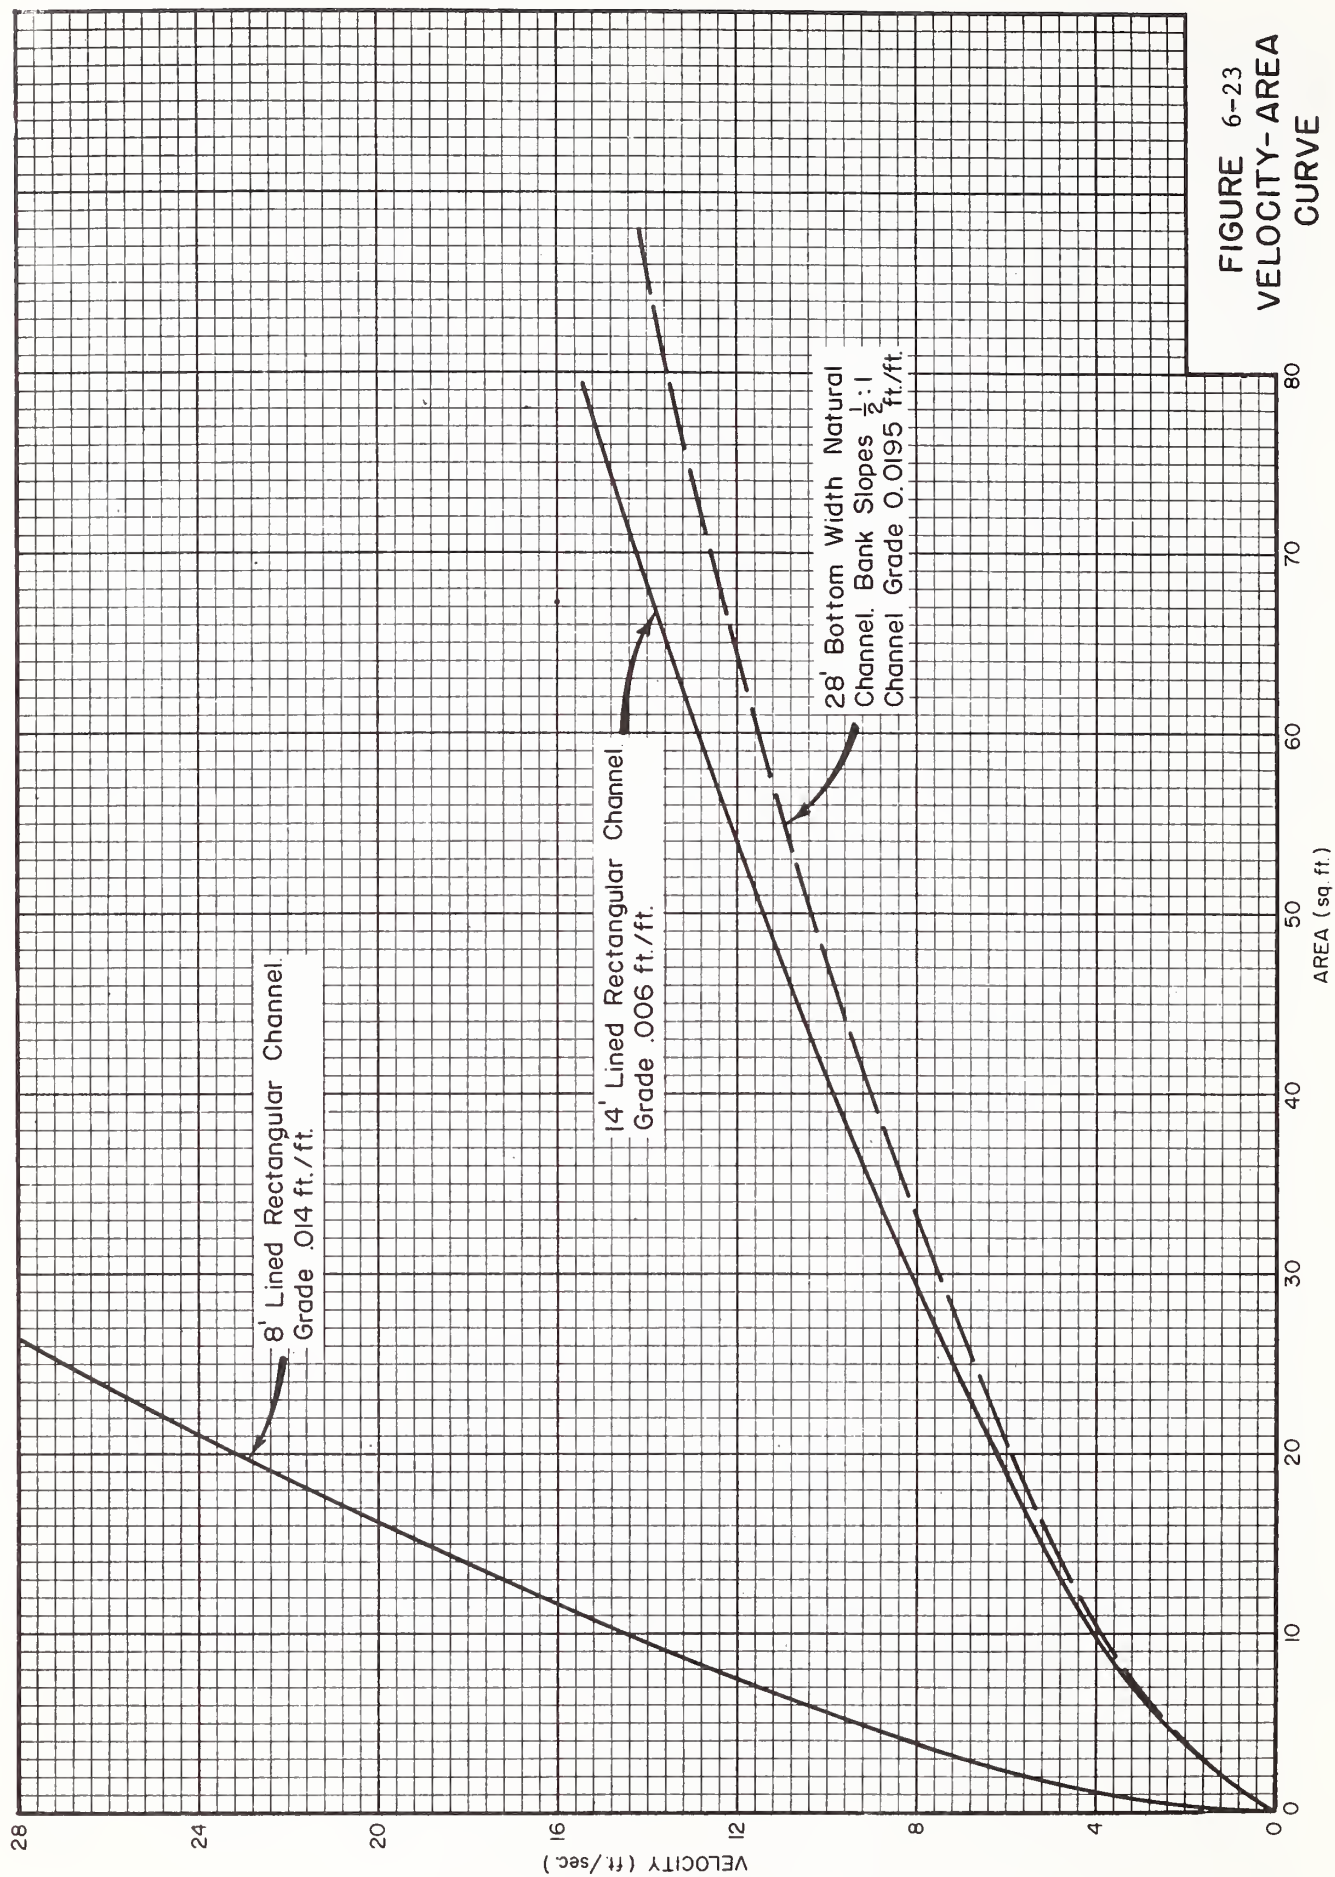 28
24
20
16
12
8
4
0
VELOCITY (ft./sec.)
0
10
20
30
40
50
60
70
80
AREA (sq. ft.)
8' Lined Rectangular Channel.
Grade .014 ft./ft.
14' Lined Rectangular Channel
Grade .006 ft./ft.
28' Bottom Width Natural
Channel. Bank Slopes 1/2:1
Channel Grade 0.0195 ft./ft.
FIGURE 6-23
VELOCITY-AREA
CURVE